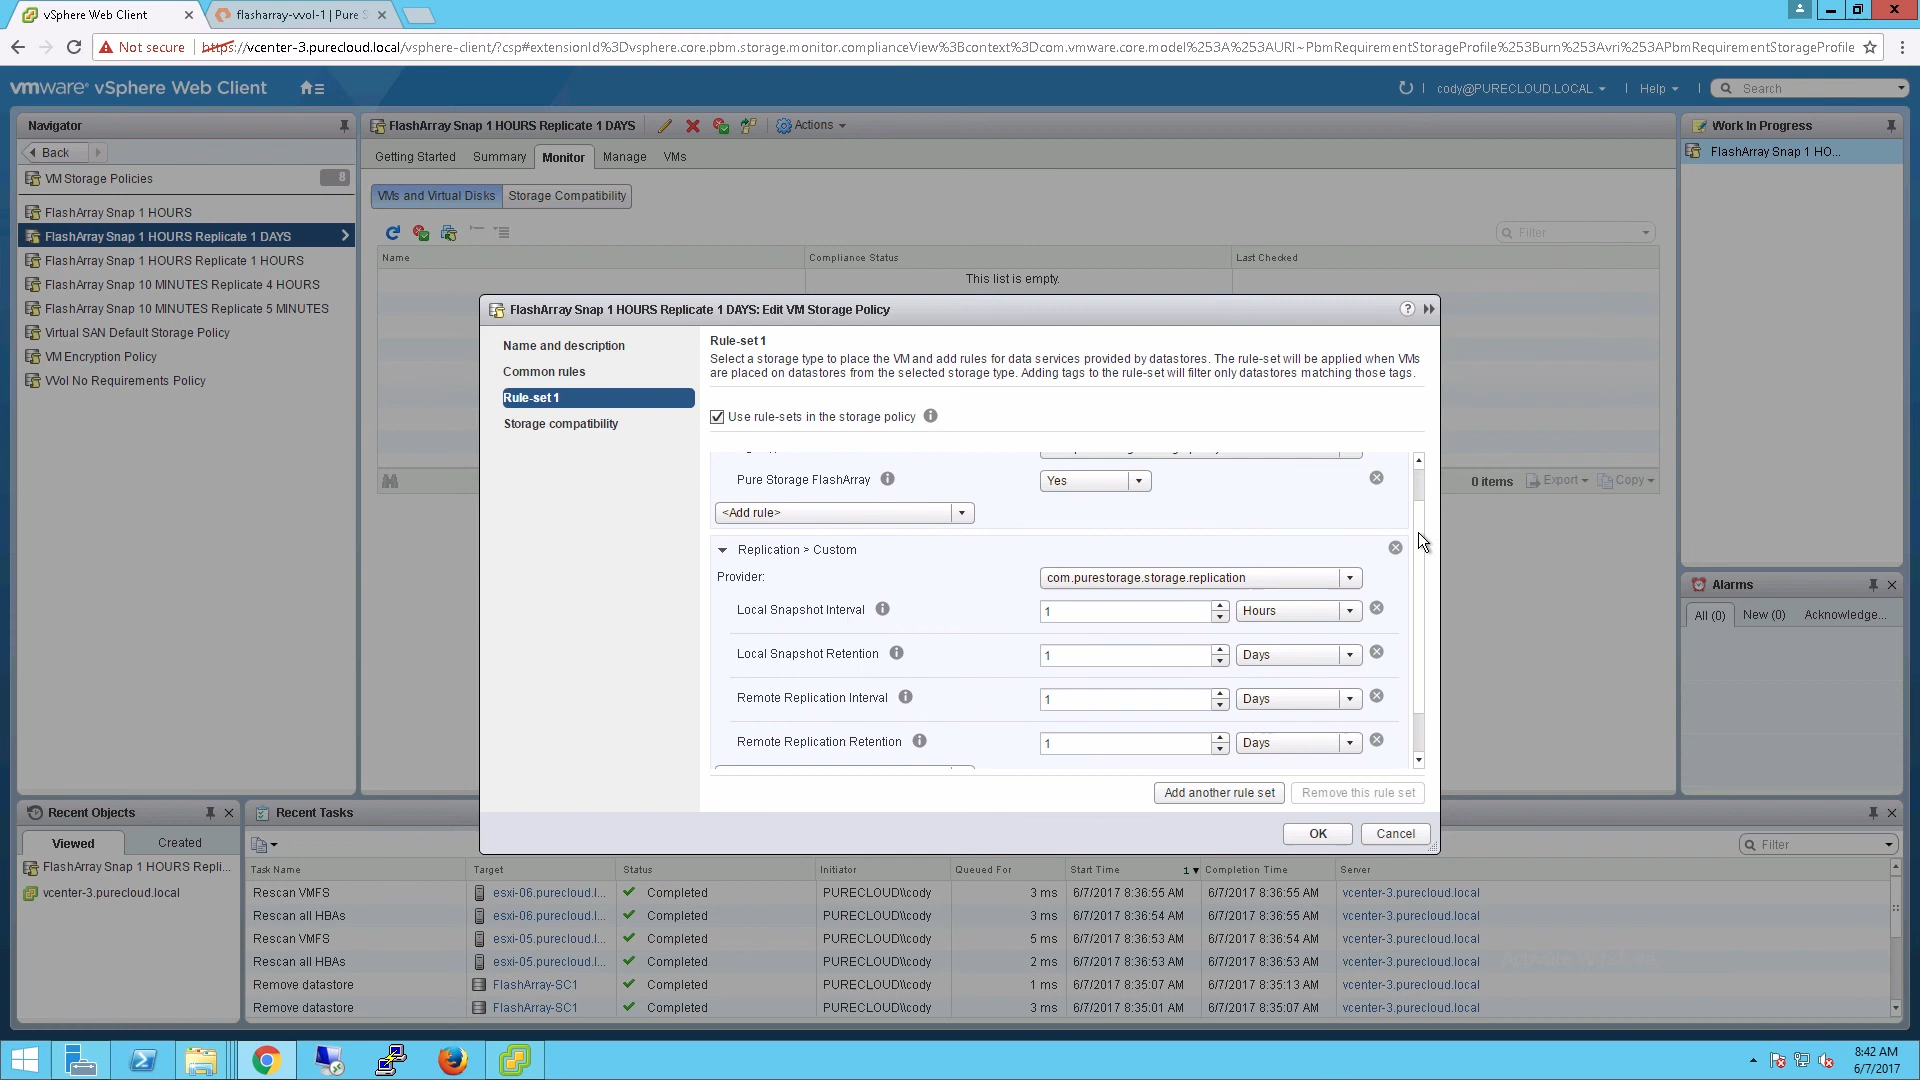 vSphere Web Client
flasharray-vvol-1 | Pure S
Not secure
https://vcenter-3.purecloud.local/vsphere-client/?csp#extensionId%3Dvsphere.core.pbm.storage.monitor.complianceView%3Bcontext%3Dcom.vmware.core.model%253A%253AURI~PbmRequirementStorageProfile%253Burn%253Avri%253APbmRequirementStorageProfile
vmware® vSphere Web Client
cody@PURECLOUD.LOCAL
Help
Search
Navigator
Back
VM Storage Policies
8
FlashArray Snap 1 HOURS
FlashArray Snap 1 HOURS Replicate 1 DAYS
FlashArray Snap 1 HOURS Replicate 1 HOURS
FlashArray Snap 10 MINUTES Replicate 4 HOURS
FlashArray Snap 10 MINUTES Replicate 5 MINUTES
Virtual SAN Default Storage Policy
VM Encryption Policy
VVol No Requirements Policy
FlashArray Snap 1 HOURS Replicate 1 DAYS
Actions
Getting Started
Summary
Monitor
Manage
VMs
VMs and Virtual Disks
Storage Compatibility
Filter
Name
Compliance Status
Last Checked
This list is empty.
0 items
Export
Copy
Work In Progress
FlashArray Snap 1 HO...
Alarms
All (0)
New (0)
Acknowledge...
FlashArray Snap 1 HOURS Replicate 1 DAYS: Edit VM Storage Policy
Name and description
Common rules
Rule-set 1
Storage compatibility
Rule-set 1
Select a storage type to place the VM and add rules for data services provided by datastores. The rule-set will be applied when VMs
are placed on datastores from the selected storage type. Adding tags to the rule-set will filter only datastores matching those tags.
Use rule-sets in the storage policy
Pure Storage FlashArray
Yes
<Add rule>
Replication > Custom
Provider:
com.purestorage.storage.replication
Local Snapshot Interval
1
Hours
Local Snapshot Retention
1
Days
Remote Replication Interval
1
Days
Remote Replication Retention
1
Days
Add another rule set
Remove this rule set
OK
Cancel
Recent Objects
Viewed
Created
FlashArray Snap 1 HOURS Repli...
vcenter-3.purecloud.local
Recent Tasks
Filter
Task Name
Target
Status
Initiator
Queued For
Start Time
1
Completion Time
Server
Rescan VMFS
esxi-06.purecloud.l...
Completed
PURECLOUD\\cody
3 ms
6/7/2017 8:36:55 AM
6/7/2017 8:36:55 AM
vcenter-3.purecloud.local
Rescan all HBAs
esxi-06.purecloud.l...
Completed
PURECLOUD\\cody
3 ms
6/7/2017 8:36:54 AM
6/7/2017 8:36:55 AM
vcenter-3.purecloud.local
Rescan VMFS
esxi-05.purecloud.l...
Completed
PURECLOUD\\cody
5 ms
6/7/2017 8:36:53 AM
6/7/2017 8:36:54 AM
vcenter-3.purecloud.local
Rescan all HBAs
esxi-05.purecloud.l...
Completed
PURECLOUD\\cody
2 ms
6/7/2017 8:36:53 AM
6/7/2017 8:36:53 AM
vcenter-3.purecloud.local
Remove datastore
FlashArray-SC1
Completed
PURECLOUD\\cody
1 ms
6/7/2017 8:35:07 AM
6/7/2017 8:35:13 AM
vcenter-3.purecloud.local
Remove datastore
FlashArray-SC1
Completed
PURECLOUD\\cody
3 ms
6/7/2017 8:35:01 AM
6/7/2017 8:35:07 AM
vcenter-3.purecloud.local
8:42 AM
6/7/2017